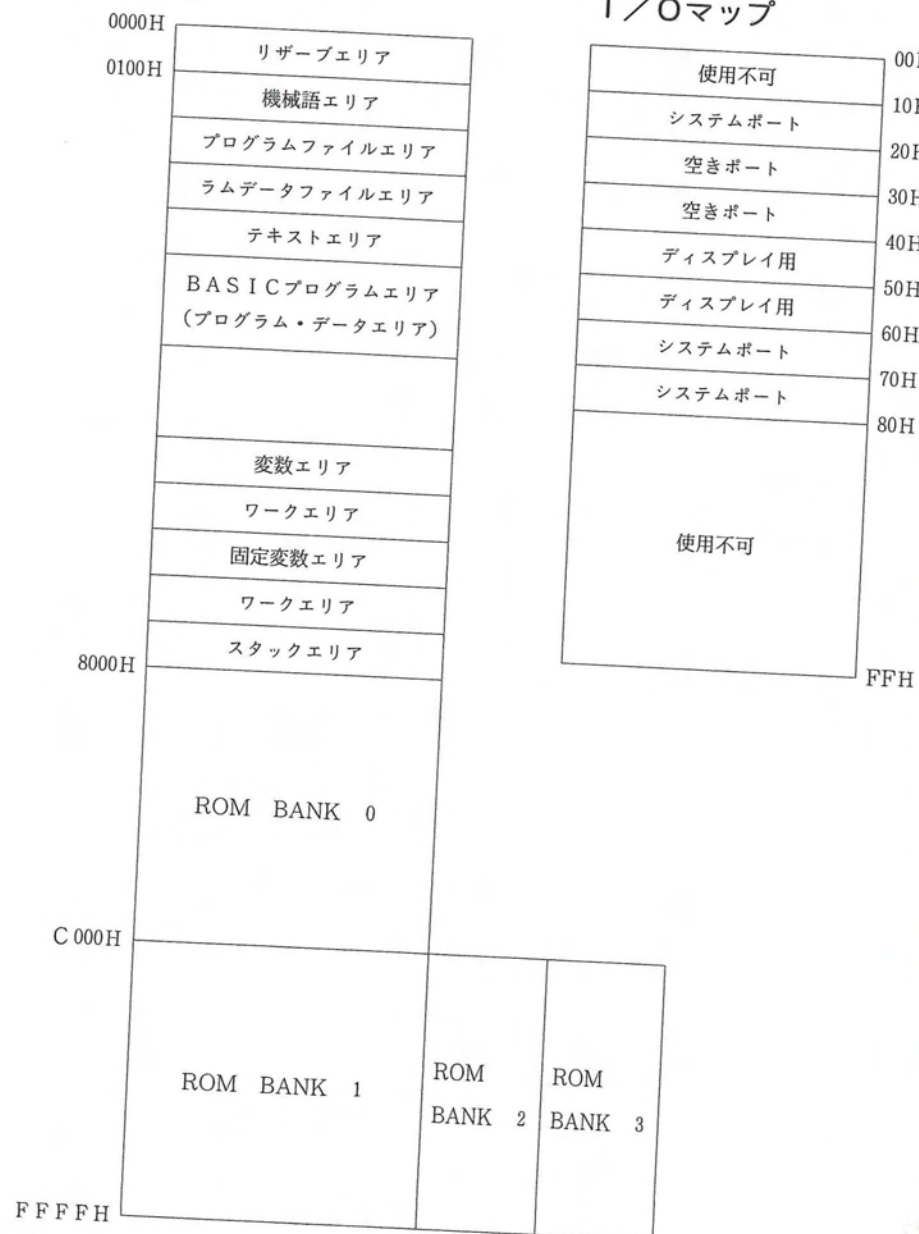 0000H
リザーブエリア
0100H
機械語エリア
プログラムファイルエリア
ラムデータファイルエリア
テキストエリア
BASICプログラムエリア
(プログラム・データエリア)
変数エリア
ワークエリア
固定変数エリア
ワークエリア
スタックエリア
8000H
ROM BANK 0
C000H
ROM BANK 1
ROM
BANK 2
ROM
BANK 3
FFFFH
I/Oマップ
使用不可
10H
システムポート
20H
空きポート
30H
空きポート
40H
ディスプレイ用
50H
ディスプレイ用
60H
システムポート
70H
システムポート
80H
使用不可
FFH